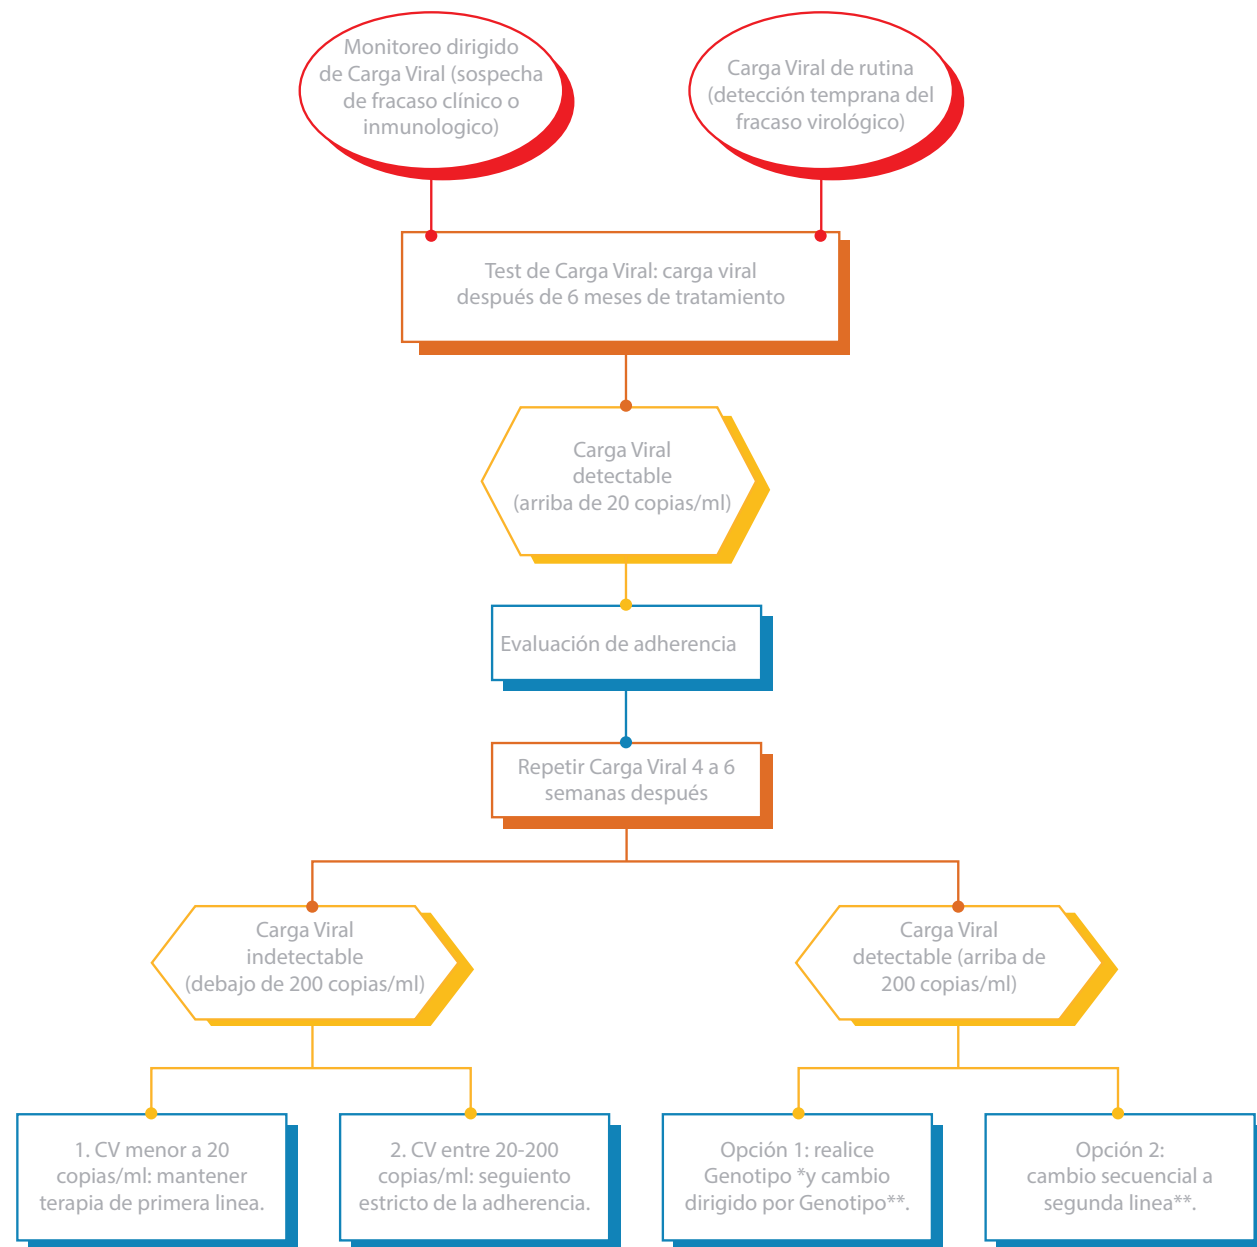 Monitoreo dirigido
de Carga Viral (sospecha
de fracaso clínico o
inmunologico)
Carga Viral de rutina
(detección temprana del
fracaso virológico)
Test de Carga Viral: carga viral
después de 6 meses de tratamiento
Carga Viral
detectable
(arriba de 20 copias/ml)
Evaluación de adherencia
Repetir Carga Viral 4 a 6
semanas después
Carga Viral
indetectable
(debajo de 200 copias/ml)
Carga Viral
detectable (arriba de
200 copias/ml)
1. CV menor a 20
copias/ml: mantener
terapia de primera linea.
2. CV entre 20-200
copias/ml: seguiento
estricto de la adherencia.
Opción 1: realice
Genotipo *y cambio
dirigido por Genotipo**.
Opción 2:
cambio secuencial a
segunda linea**.